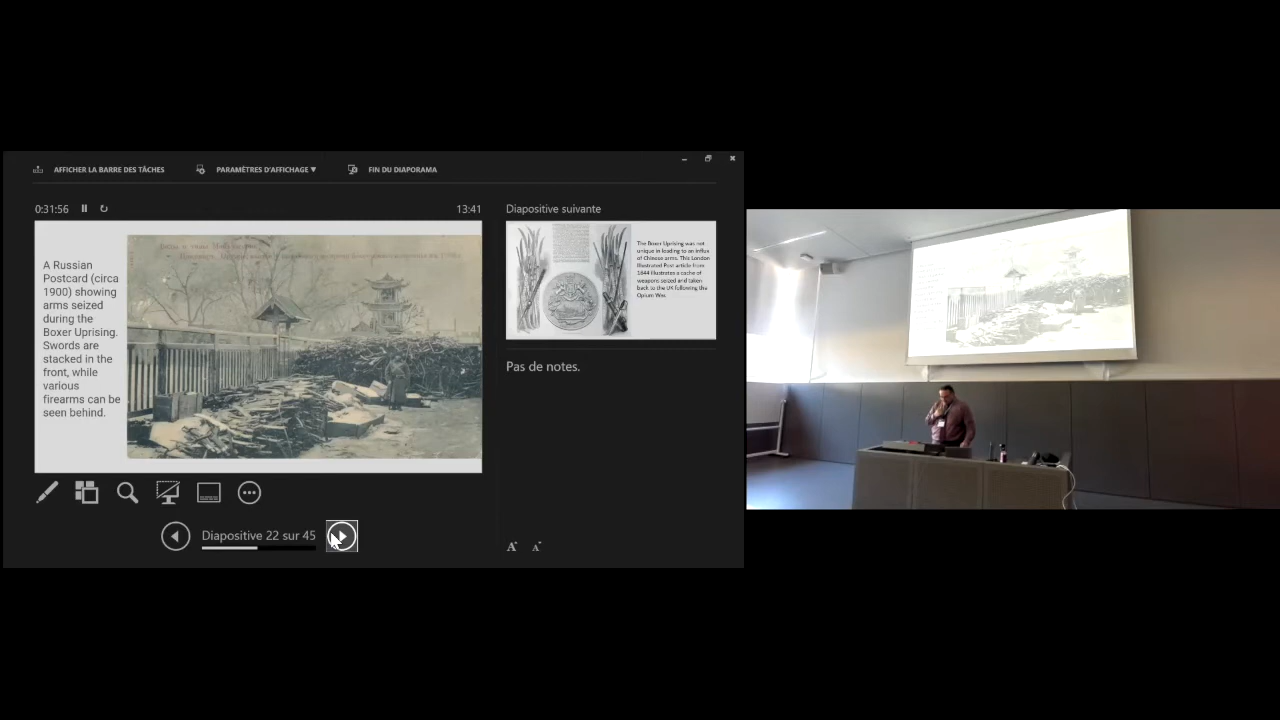 AFFICHER LA BARRE DES TÂCHES
PARAMÈTRES D'AFFICHAGE ▼
FIN DU DIAPORAMA
0:31:56
13:41
A Russian
Postcard (circa
1900) showing
arms seized
during the
Boxer Uprising.
Swords are
stacked in the
front, while
various
firearms can be
seen behind.
Diapositive suivante
The Boxer Uprising was not
unique in leading to an influx
of Chinese arms. This London
Illustrated Post article from
1844 illustrates a cache of
weapons seized and taken
back to the UK following the
Opium War.
Pas de notes.
Diapositive 22 sur 45
A
A